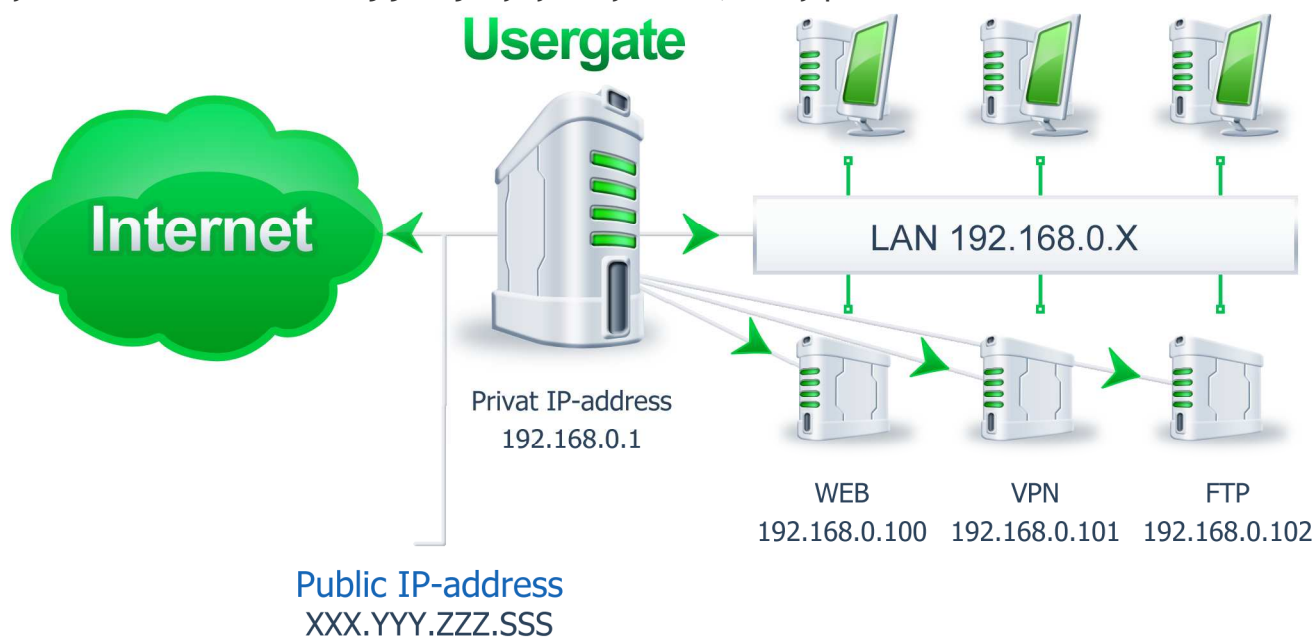 Usergate
Internet
LAN 192.168.0.X
Privat IP-address
192.168.0.1
WEB
192.168.0.100
VPN
192.168.0.101
FTP
192.168.0.102
Public IP-address
XXX.YYY.ZZZ.SSS